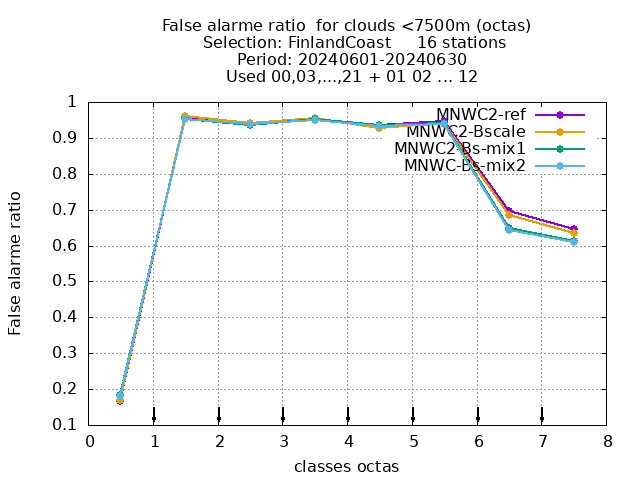 False alarme ratio  for clouds <7500m (octas)
Selection: FinlandCoast     16 stations
Period: 20240601-20240630
Used 00,03,...,21 + 01 02 ... 12
MNWC2-ref
MNWC2-Bscale
MNWC2-Bs-mix1
MNWC-Bs-mix2
False alarme ratio
1
0.9
0.8
0.7
0.6
0.5
0.4
0.3
0.2
0.1
0 1 2 3 4 5 6 7 8
classes octas